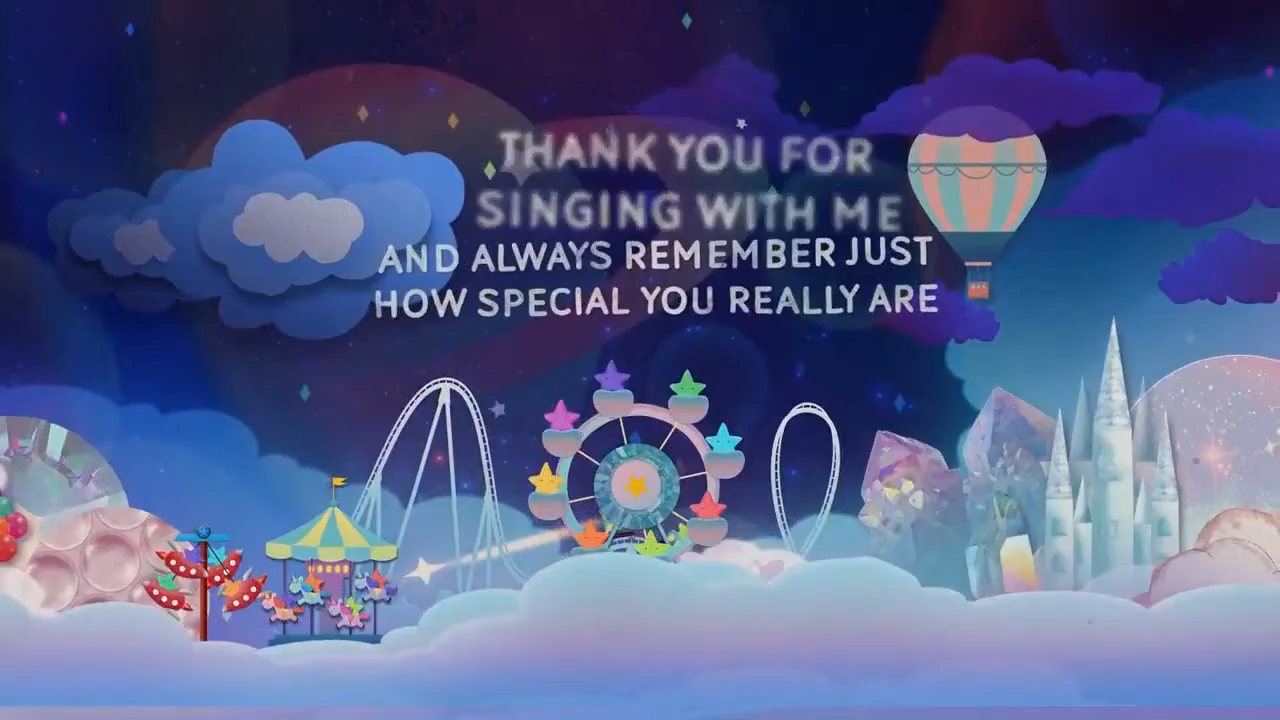 THANK YOU FOR
SINGING WITH ME
AND ALWAYS REMEMBER JUST
HOW SPECIAL YOU REALLY ARE